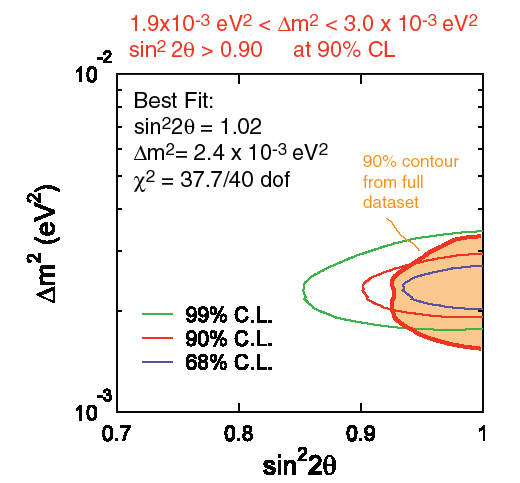 1.9x10-3 eV2 < Δm2 < 3.0 x 10-3 eV2
sin2 2θ > 0.90 at 90% CL
10-2
Best Fit:
sin22θ = 1.02
Δm2= 2.4 x 10-3 eV2
χ2 = 37.7/40 dof
90% contour
from full
dataset
Δm2 (eV2)
99% C.L.
90% C.L.
68% C.L.
10-3
0.7 0.8 0.9 1
sin22θ